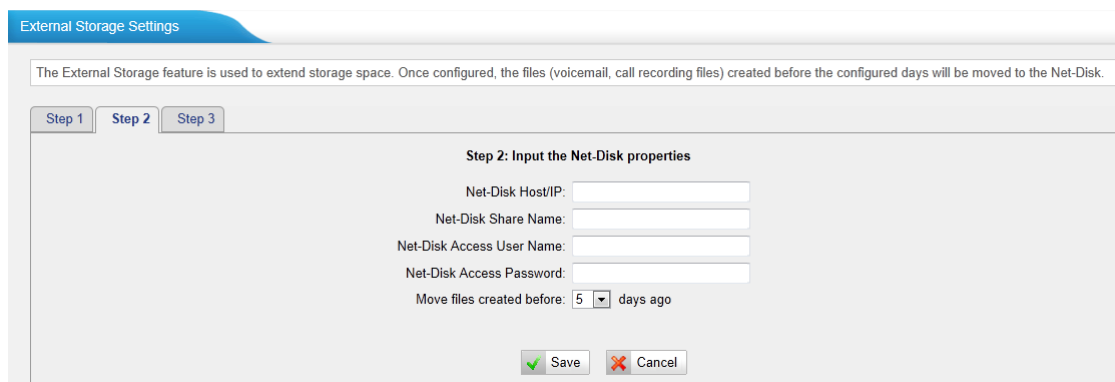 External Storage Settings
The External Storage feature is used to extend storage space. Once configured, the files (voicemail, call recording files) created before the configured days will be moved to the Net-Disk.
Step 1 Step 2 Step 3
Step 2: Input the Net-Disk properties
Net-Disk Host/IP:
Net-Disk Share Name:
Net-Disk Access User Name:
Net-Disk Access Password:
Move files created before: 5 days ago
Save Cancel